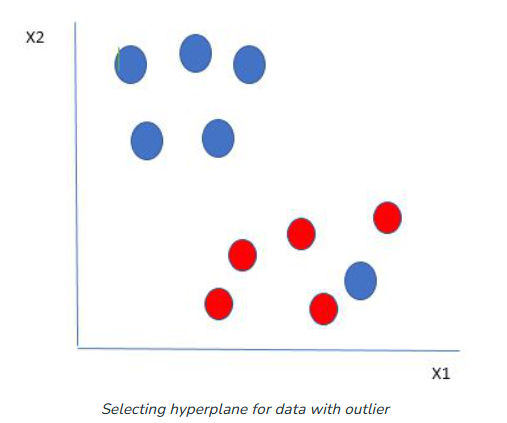 X2
X1
Selecting hyperplane for data with outlier